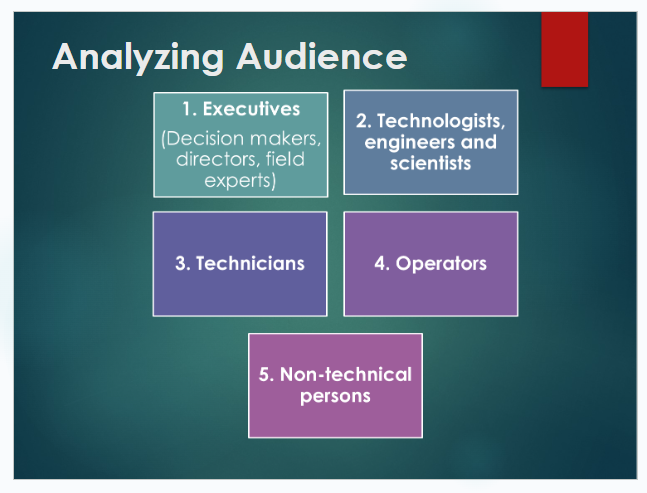 Analyzing Audience
1. Executives
(Decision makers,
directors, field
experts)
2. Technologists,
engineers and
scientists
3. Technicians
4. Operators
5. Non-technical
persons